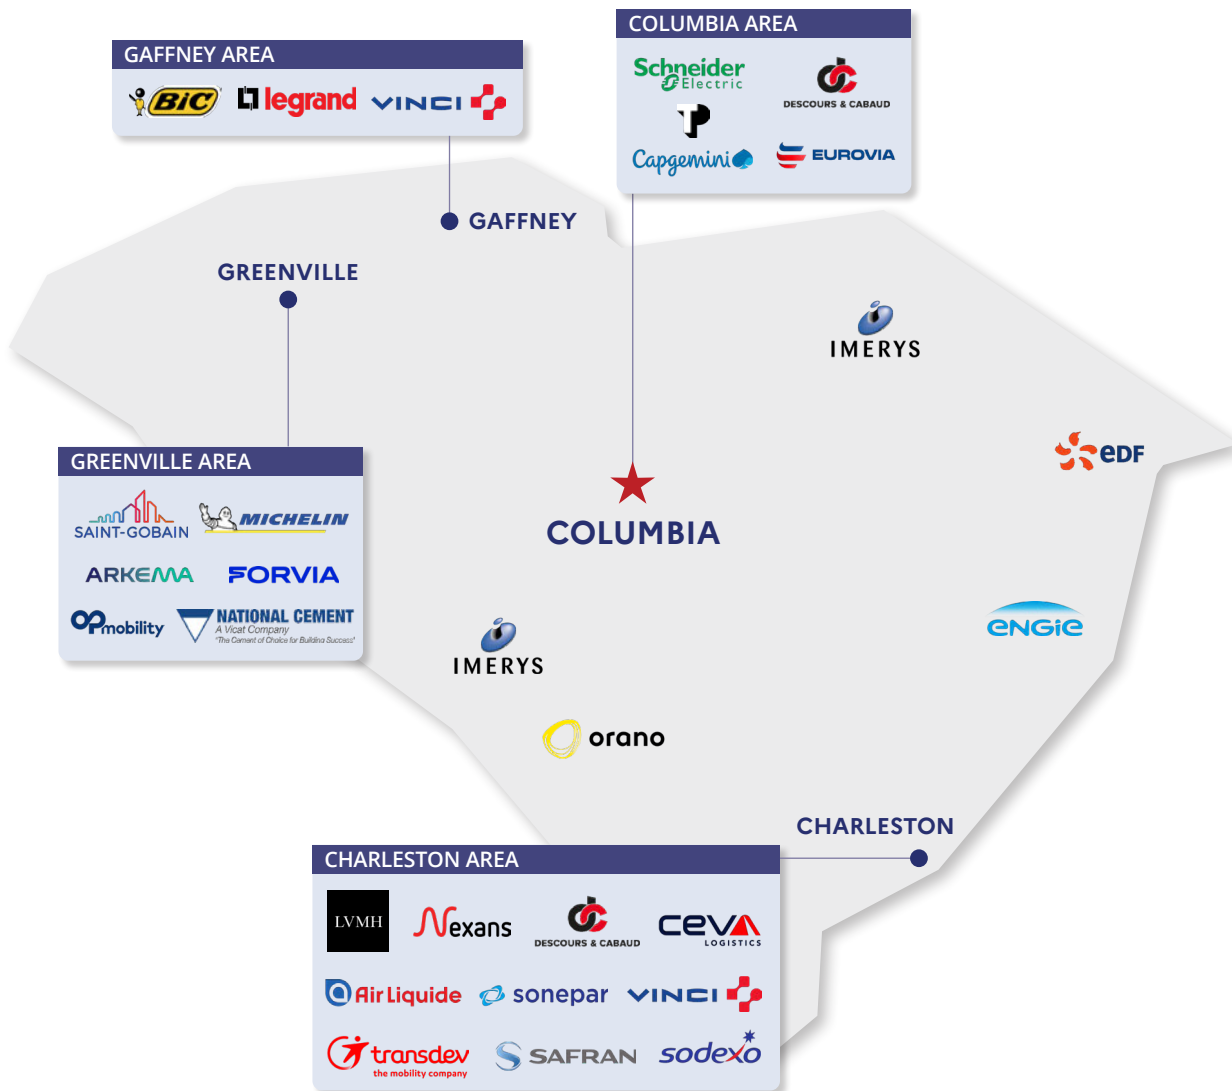 GAFFNEY AREA
BiC legrand VINCI
COLUMBIA AREA
Schneider
Electric
DESCOURS & CABAUD
TP
Capgemini EUROVIA
GAFFNEY
GREENVILLE
IMERYS
GREENVILLE AREA
SAINT-GOBAIN MICHELIN
ARKEMA FORVIA
OPmobility
NATIONAL CEMENT
A Vicat Company
"The Cement of Choice for Building Success"
eDF
COLUMBIA
eNGie
IMERYS
orano
CHARLESTON
CHARLESTON AREA
LVMH Nexans
DESCOURS & CABAUD
CEVA
LOGISTICS
Air Liquide sonepar VINCI
transdev
the mobility company
SAFRAN sodexo